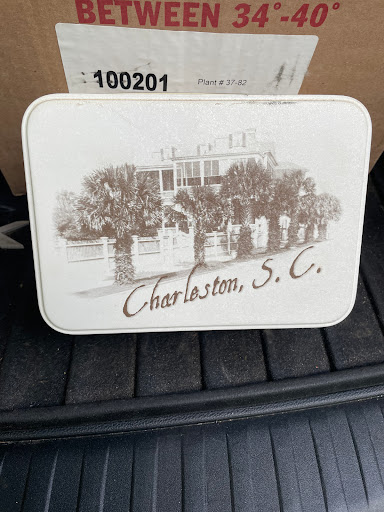 BETWEEN 34°-40°
100201
Plant # 37-82
Charleston, S. C.